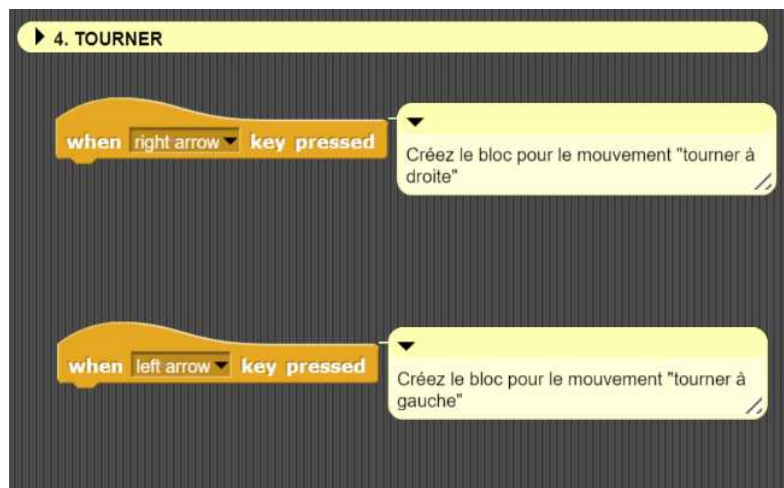 4. TOURNER
when right arrow key pressed
Créez le bloc pour le mouvement "tourner à
droite"
when left arrow key pressed
Créez le bloc pour le mouvement "tourner à
gauche"